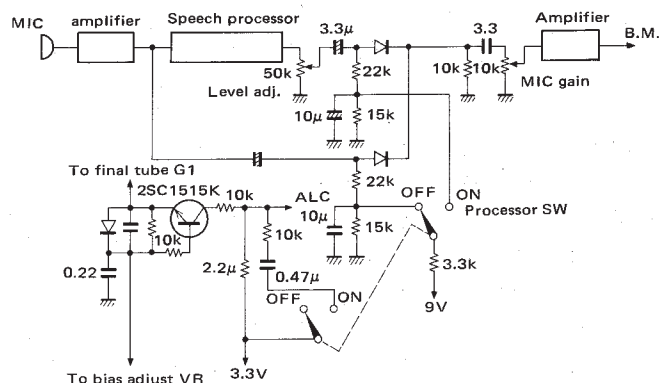 MIC
amplifier
Speech processor
Amplifier
B.M.
3.3μ
3.3
50k
22k
10k
10k
Level adj.
MIC gain
10μ
15k
To final tube G1
2SC1515K
10k
ALC
22k
OFF
ON
Processor SW
10k
10k
10μ
15k
0.22
2.2μ
0.47μ
3.3k
OFF
ON
9V
3.3V
To bias adjust VR